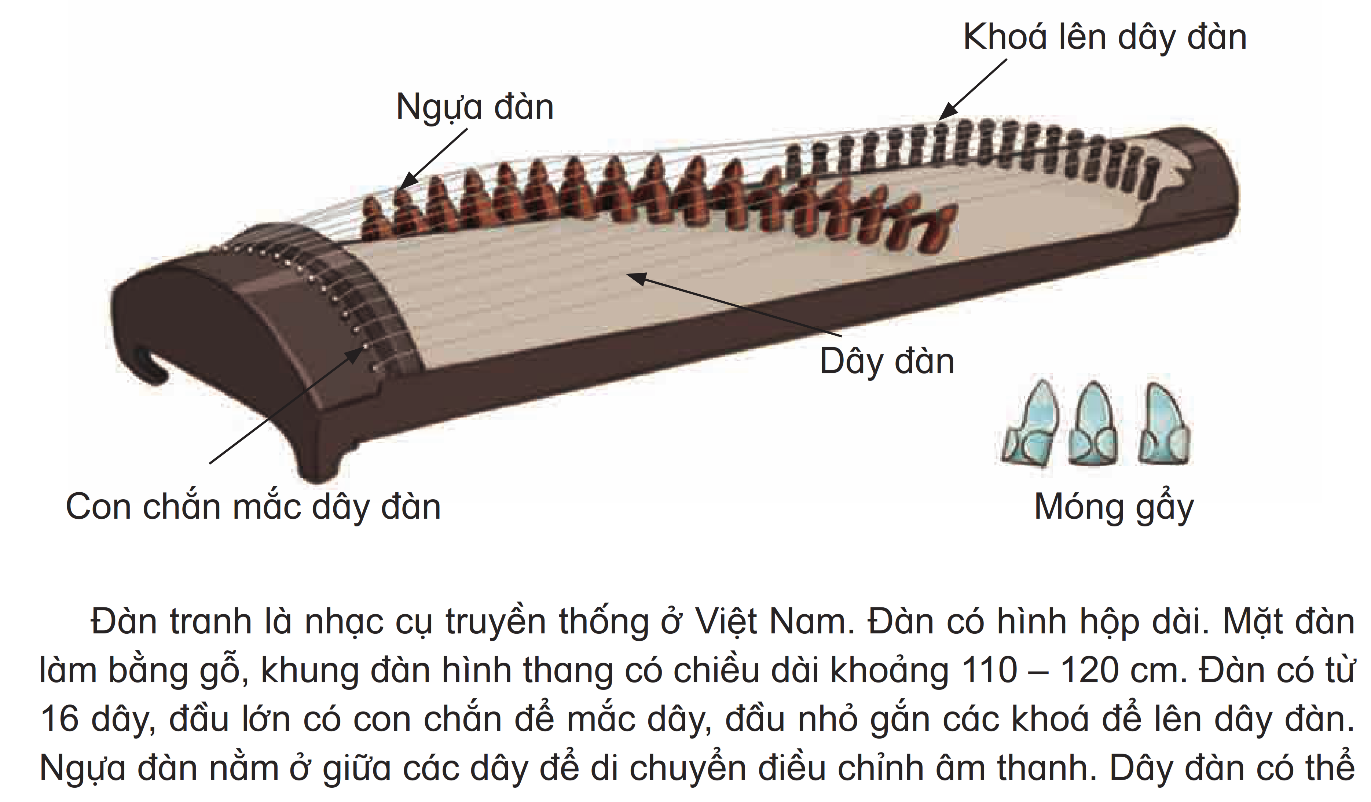 Khoá lên dây đàn
Ngựa đàn
Dây đàn
Con chắn mắc dây đàn
Móng gẩy
Đàn tranh là nhạc cụ truyền thống ở Việt Nam. Đàn có hình hộp dài. Mặt đàn
làm bằng gỗ, khung đàn hình thang có chiều dài khoảng 110 – 120 cm. Đàn có từ
16 dây, đầu lớn có con chắn để mắc dây, đầu nhỏ gắn các khoá để lên dây đàn.
Ngựa đàn nằm ở giữa các dây để di chuyển điều chỉnh âm thanh. Dây đàn có thể